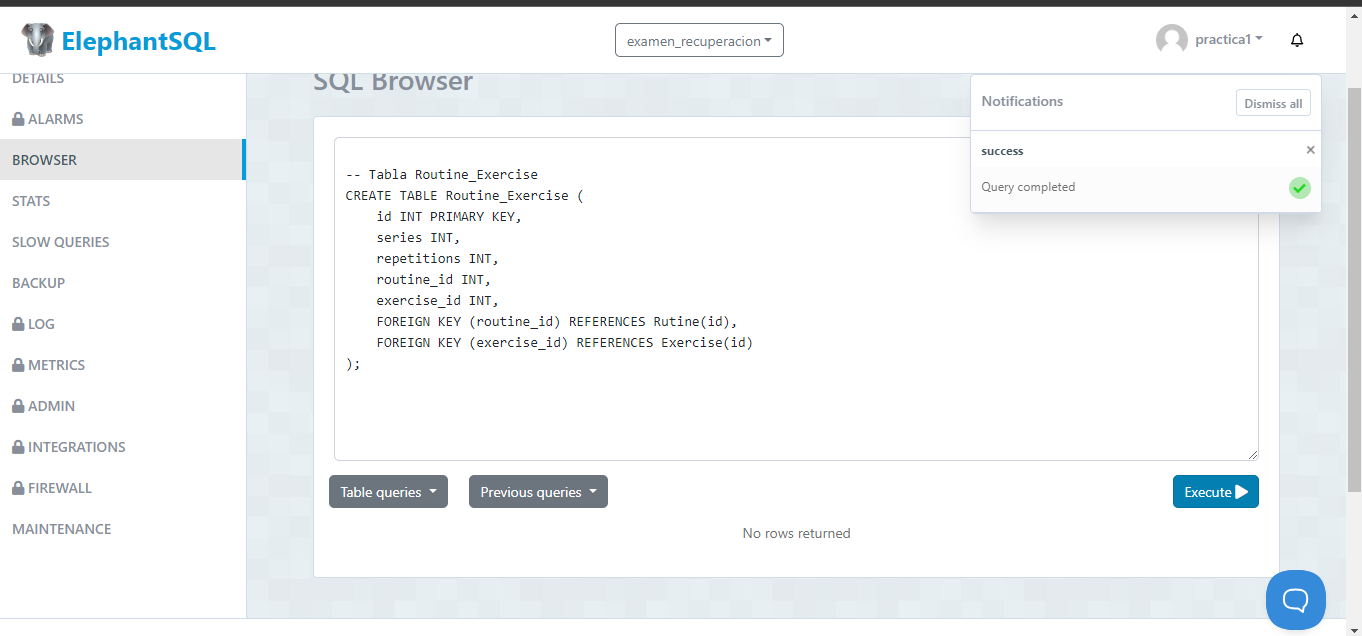 ElephantSQL
examen_recuperacion
practica1
DETAILS
ALARMS
BROWSER
STATS
SLOW QUERIES
BACKUP
LOG
METRICS
ADMIN
INTEGRATIONS
FIREWALL
MAINTENANCE
SQL Browser
Notifications
Dismiss all
success
×
Query completed
-- Tabla Routine_Exercise
CREATE TABLE Routine_Exercise (
    id INT PRIMARY KEY,
    series INT,
    repetitions INT,
    routine_id INT,
    exercise_id INT,
    FOREIGN KEY (routine_id) REFERENCES Rutine(id),
    FOREIGN KEY (exercise_id) REFERENCES Exercise(id)
);
Table queries
Previous queries
Execute
No rows returned